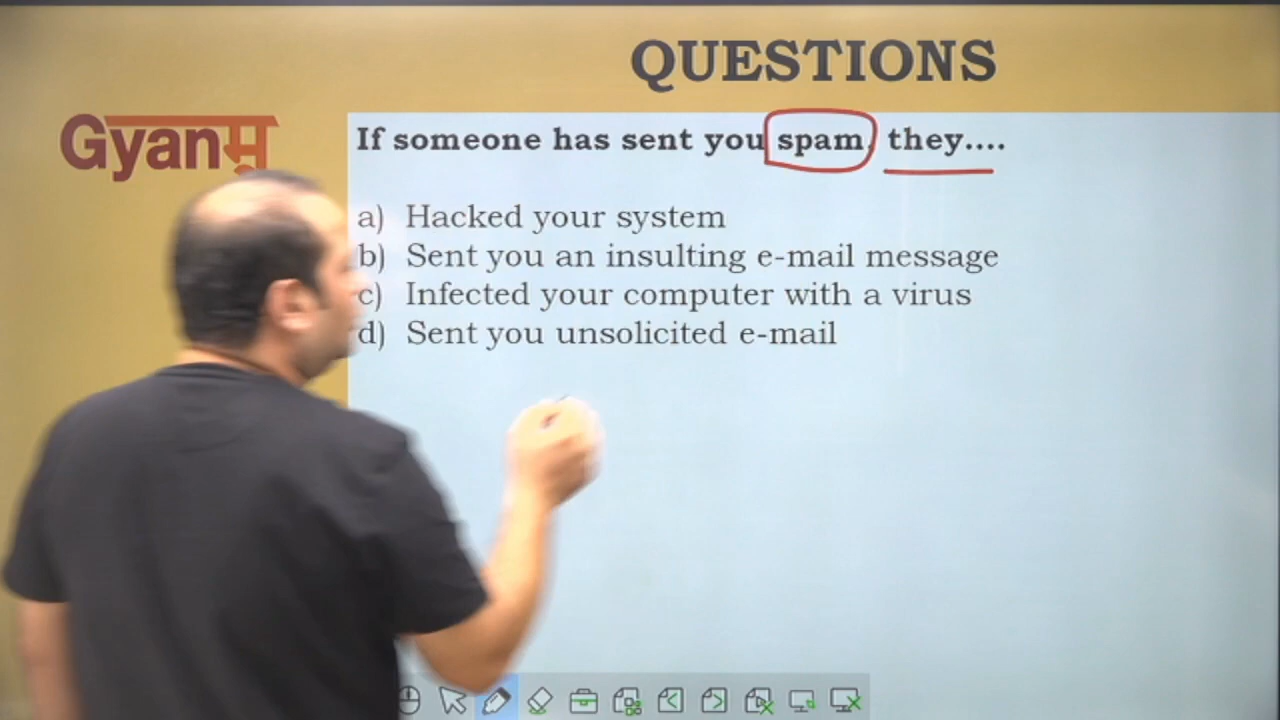 QUESTIONS
Gyanमू
If someone has sent you spam, they....
a) Hacked your system
b) Sent you an insulting e-mail message
c) Infected your computer with a virus
d) Sent you unsolicited e-mail